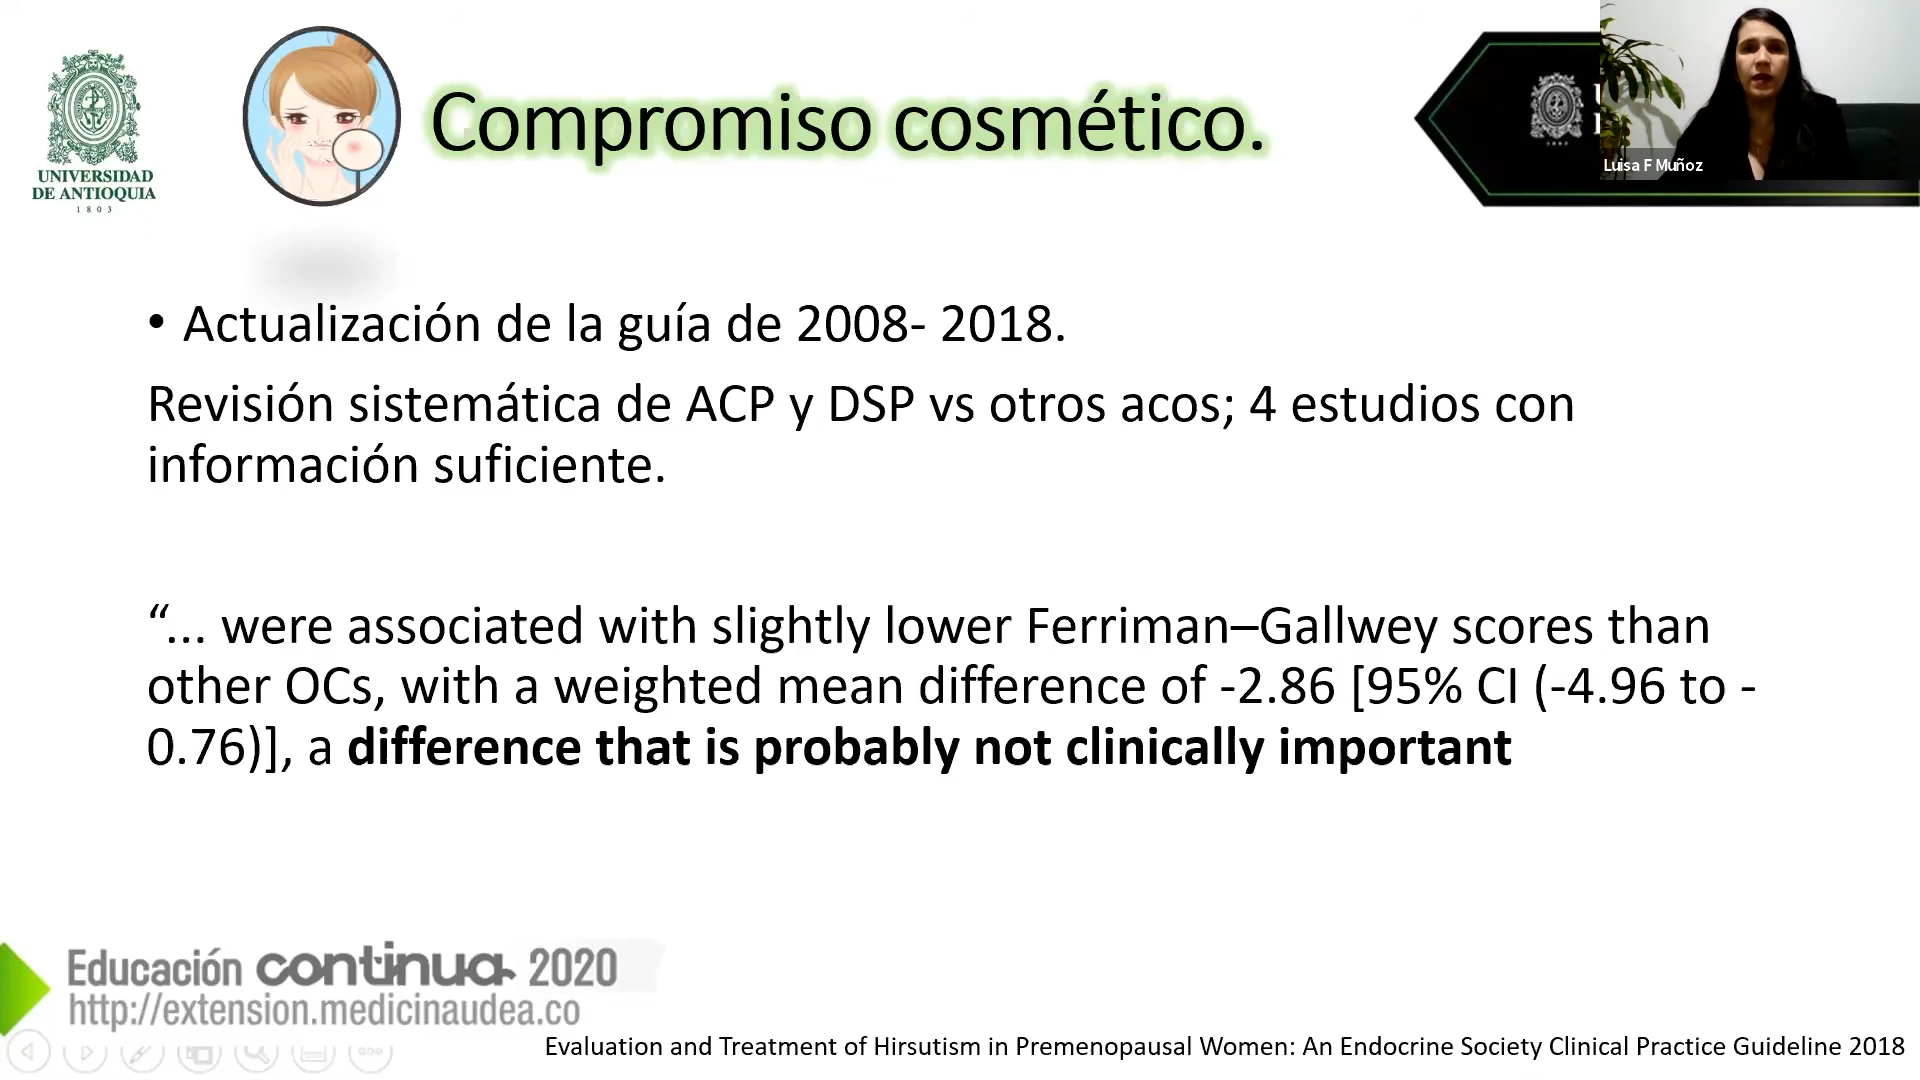 UNIVERSIDAD
DE ANTIOQUIA
1803
Compromiso cosmético.
Luisa F Muñoz
• Actualización de la guía de 2008- 2018.
Revisión sistemática de ACP y DSP vs otros acos; 4 estudios con
información suficiente.
“... were associated with slightly lower Ferriman–Gallwey scores than
other OCs, with a weighted mean difference of -2.86 [95% CI (-4.96 to -
0.76)], a difference that is probably not clinically important
Educación continua 2020
http://extension.medicinaudea.co
Evaluation and Treatment of Hirsutism in Premenopausal Women: An Endocrine Society Clinical Practice Guideline 2018